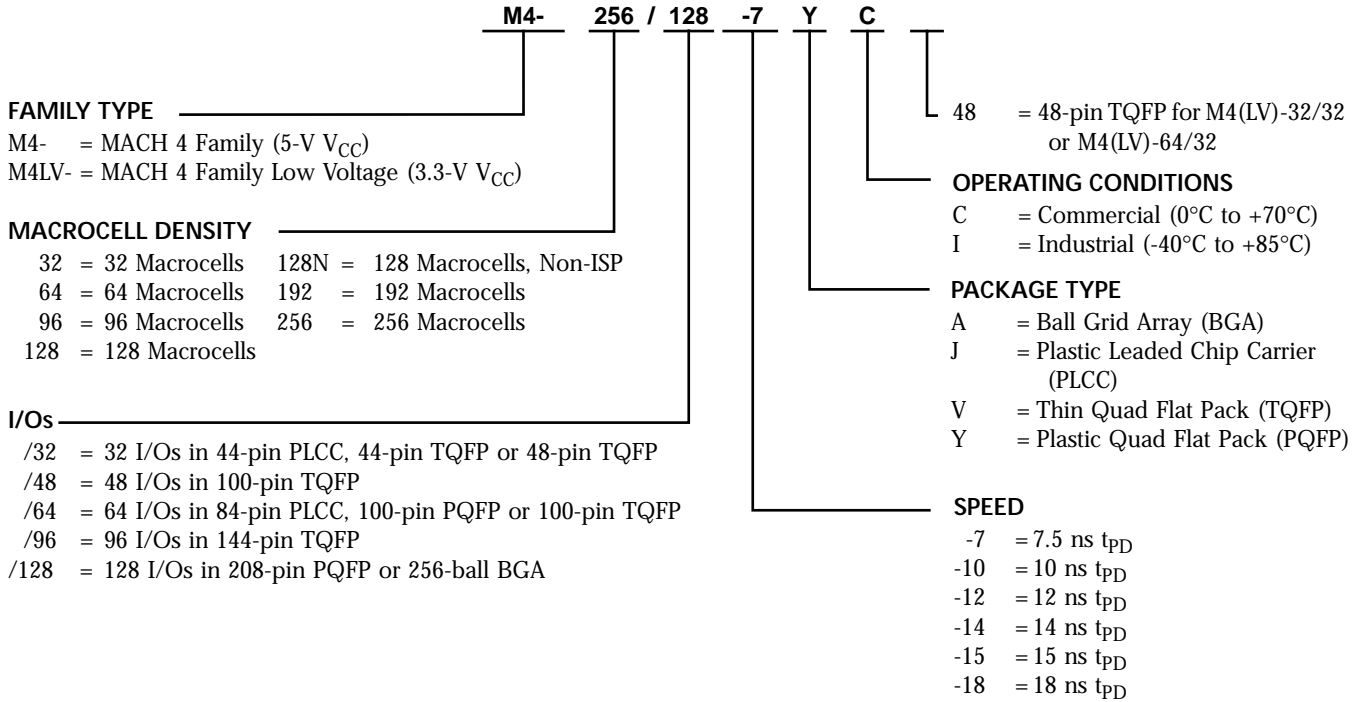 M4- 256 / 128 -7 Y C
FAMILY TYPE
M4- = MACH 4 Family (5-V VCC)
M4LV- = MACH 4 Family Low Voltage (3.3-V VCC)
MACROCELL DENSITY
32 = 32 Macrocells 128N = 128 Macrocells, Non-ISP
64 = 64 Macrocells 192 = 192 Macrocells
96 = 96 Macrocells 256 = 256 Macrocells
128 = 128 Macrocells
I/Os
/32 = 32 I/Os in 44-pin PLCC, 44-pin TQFP or 48-pin TQFP
/48 = 48 I/Os in 100-pin TQFP
/64 = 64 I/Os in 84-pin PLCC, 100-pin PQFP or 100-pin TQFP
/96 = 96 I/Os in 144-pin TQFP
/128 = 128 I/Os in 208-pin PQFP or 256-ball BGA
48 = 48-pin TQFP for M4(LV)-32/32
or M4(LV)-64/32
OPERATING CONDITIONS
C = Commercial (0°C to +70°C)
I = Industrial (-40°C to +85°C)
PACKAGE TYPE
A = Ball Grid Array (BGA)
J = Plastic Leaded Chip Carrier
(PLCC)
V = Thin Quad Flat Pack (TQFP)
Y = Plastic Quad Flat Pack (PQFP)
SPEED
-7 = 7.5 ns tPD
-10 = 10 ns tPD
-12 = 12 ns tPD
-14 = 14 ns tPD
-15 = 15 ns tPD
-18 = 18 ns tPD